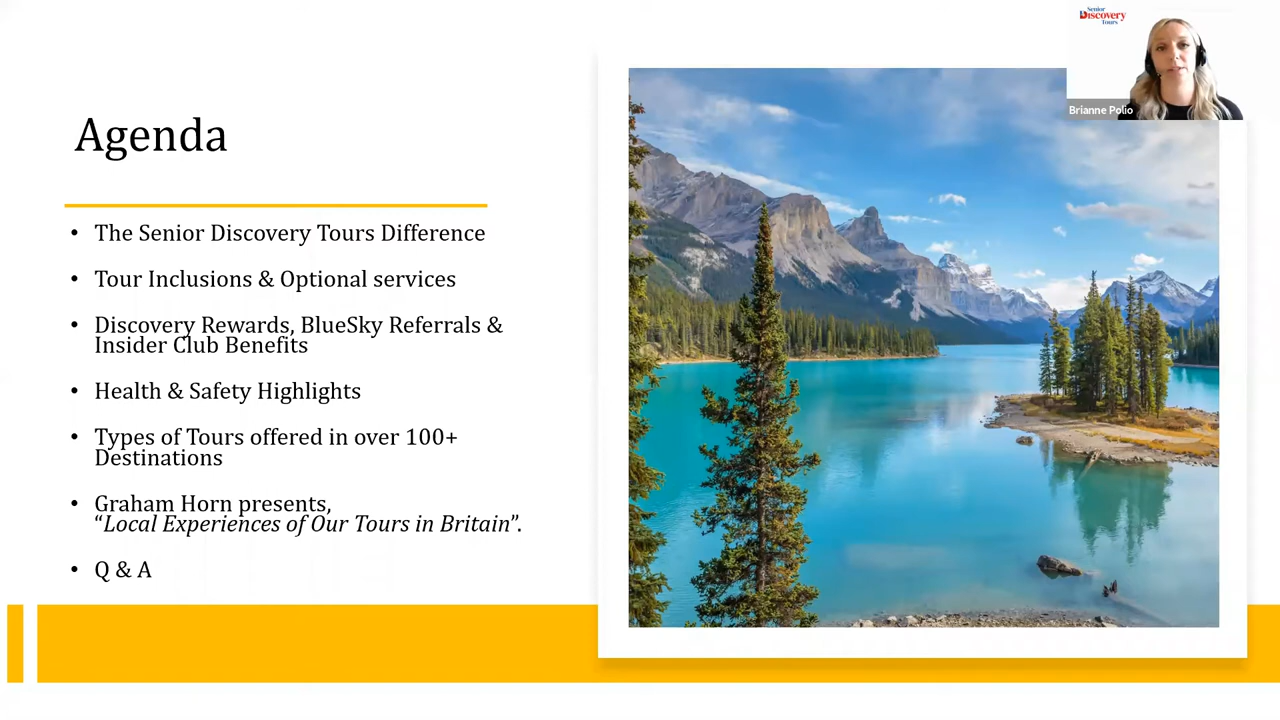 Senior
Discovery
Tours
Brianne Polio
Agenda
• The Senior Discovery Tours Difference
• Tour Inclusions & Optional services
• Discovery Rewards, BlueSky Referrals &
Insider Club Benefits
• Health & Safety Highlights
• Types of Tours offered in over 100+
Destinations
• Graham Horn presents,
“Local Experiences of Our Tours in Britain”.
• Q & A